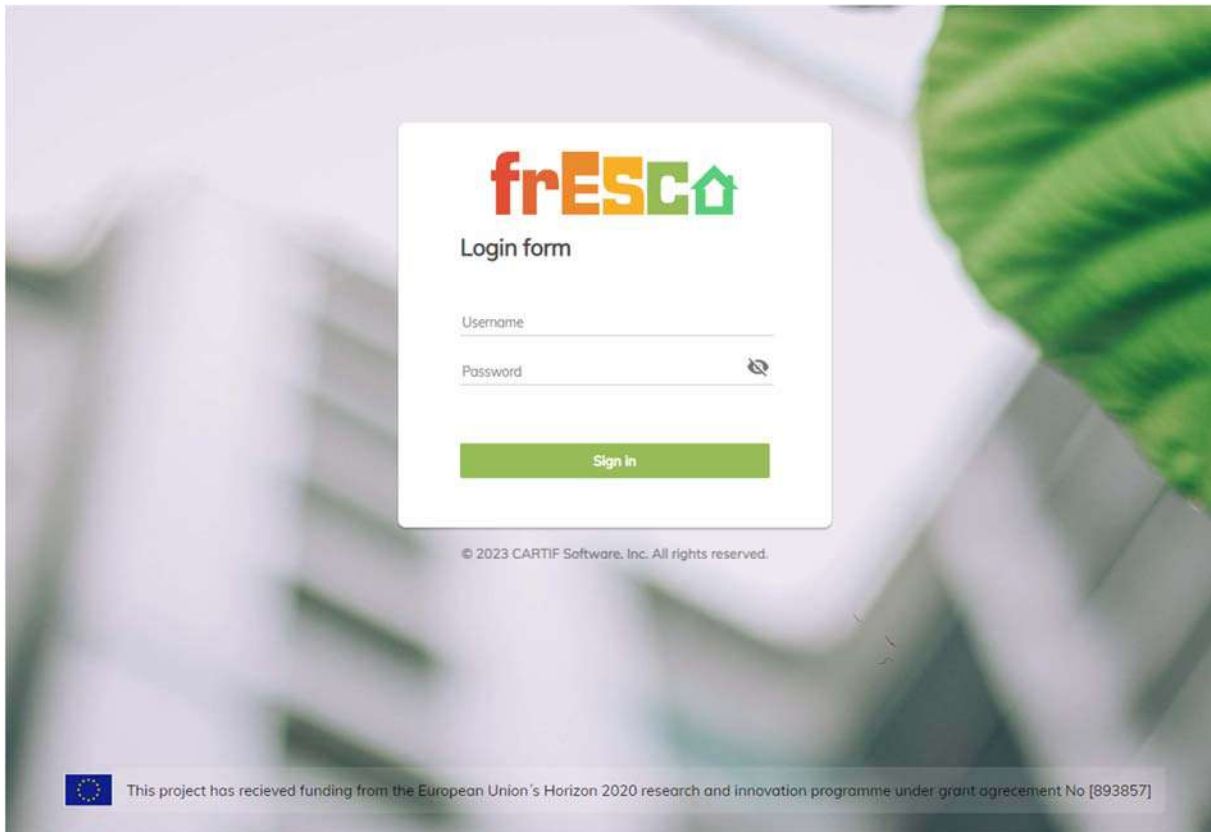 frESCo
Login form
Username
Password
Sign in
© 2023 CARTIF Software, Inc. All rights reserved.
This project has recieved funding from the European Union´s Horizon 2020 research and innovation programme under grant agrecement No [893857]